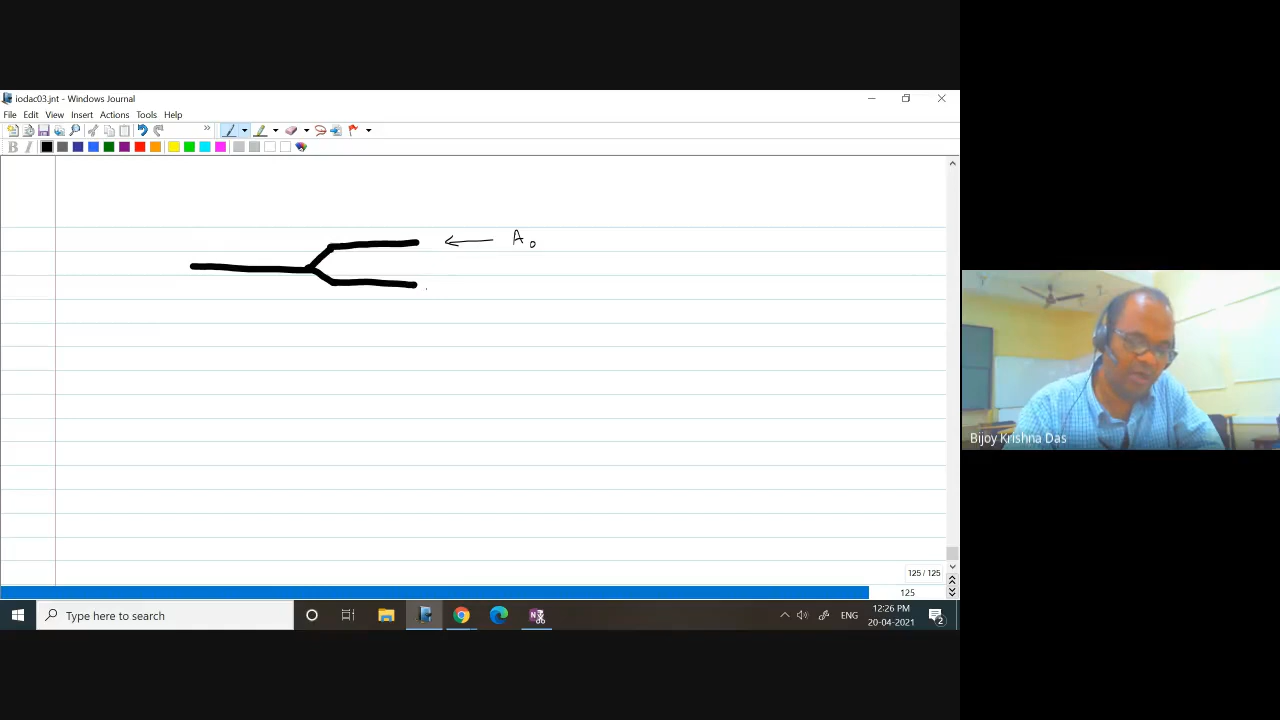 iodac03.jnt - Windows Journal
File Edit View Insert Actions Tools Help
B I
← A₀
Bijoy Krishna Das
125 / 125
125
Type here to search
ENG
12:26 PM
20-04-2021
2